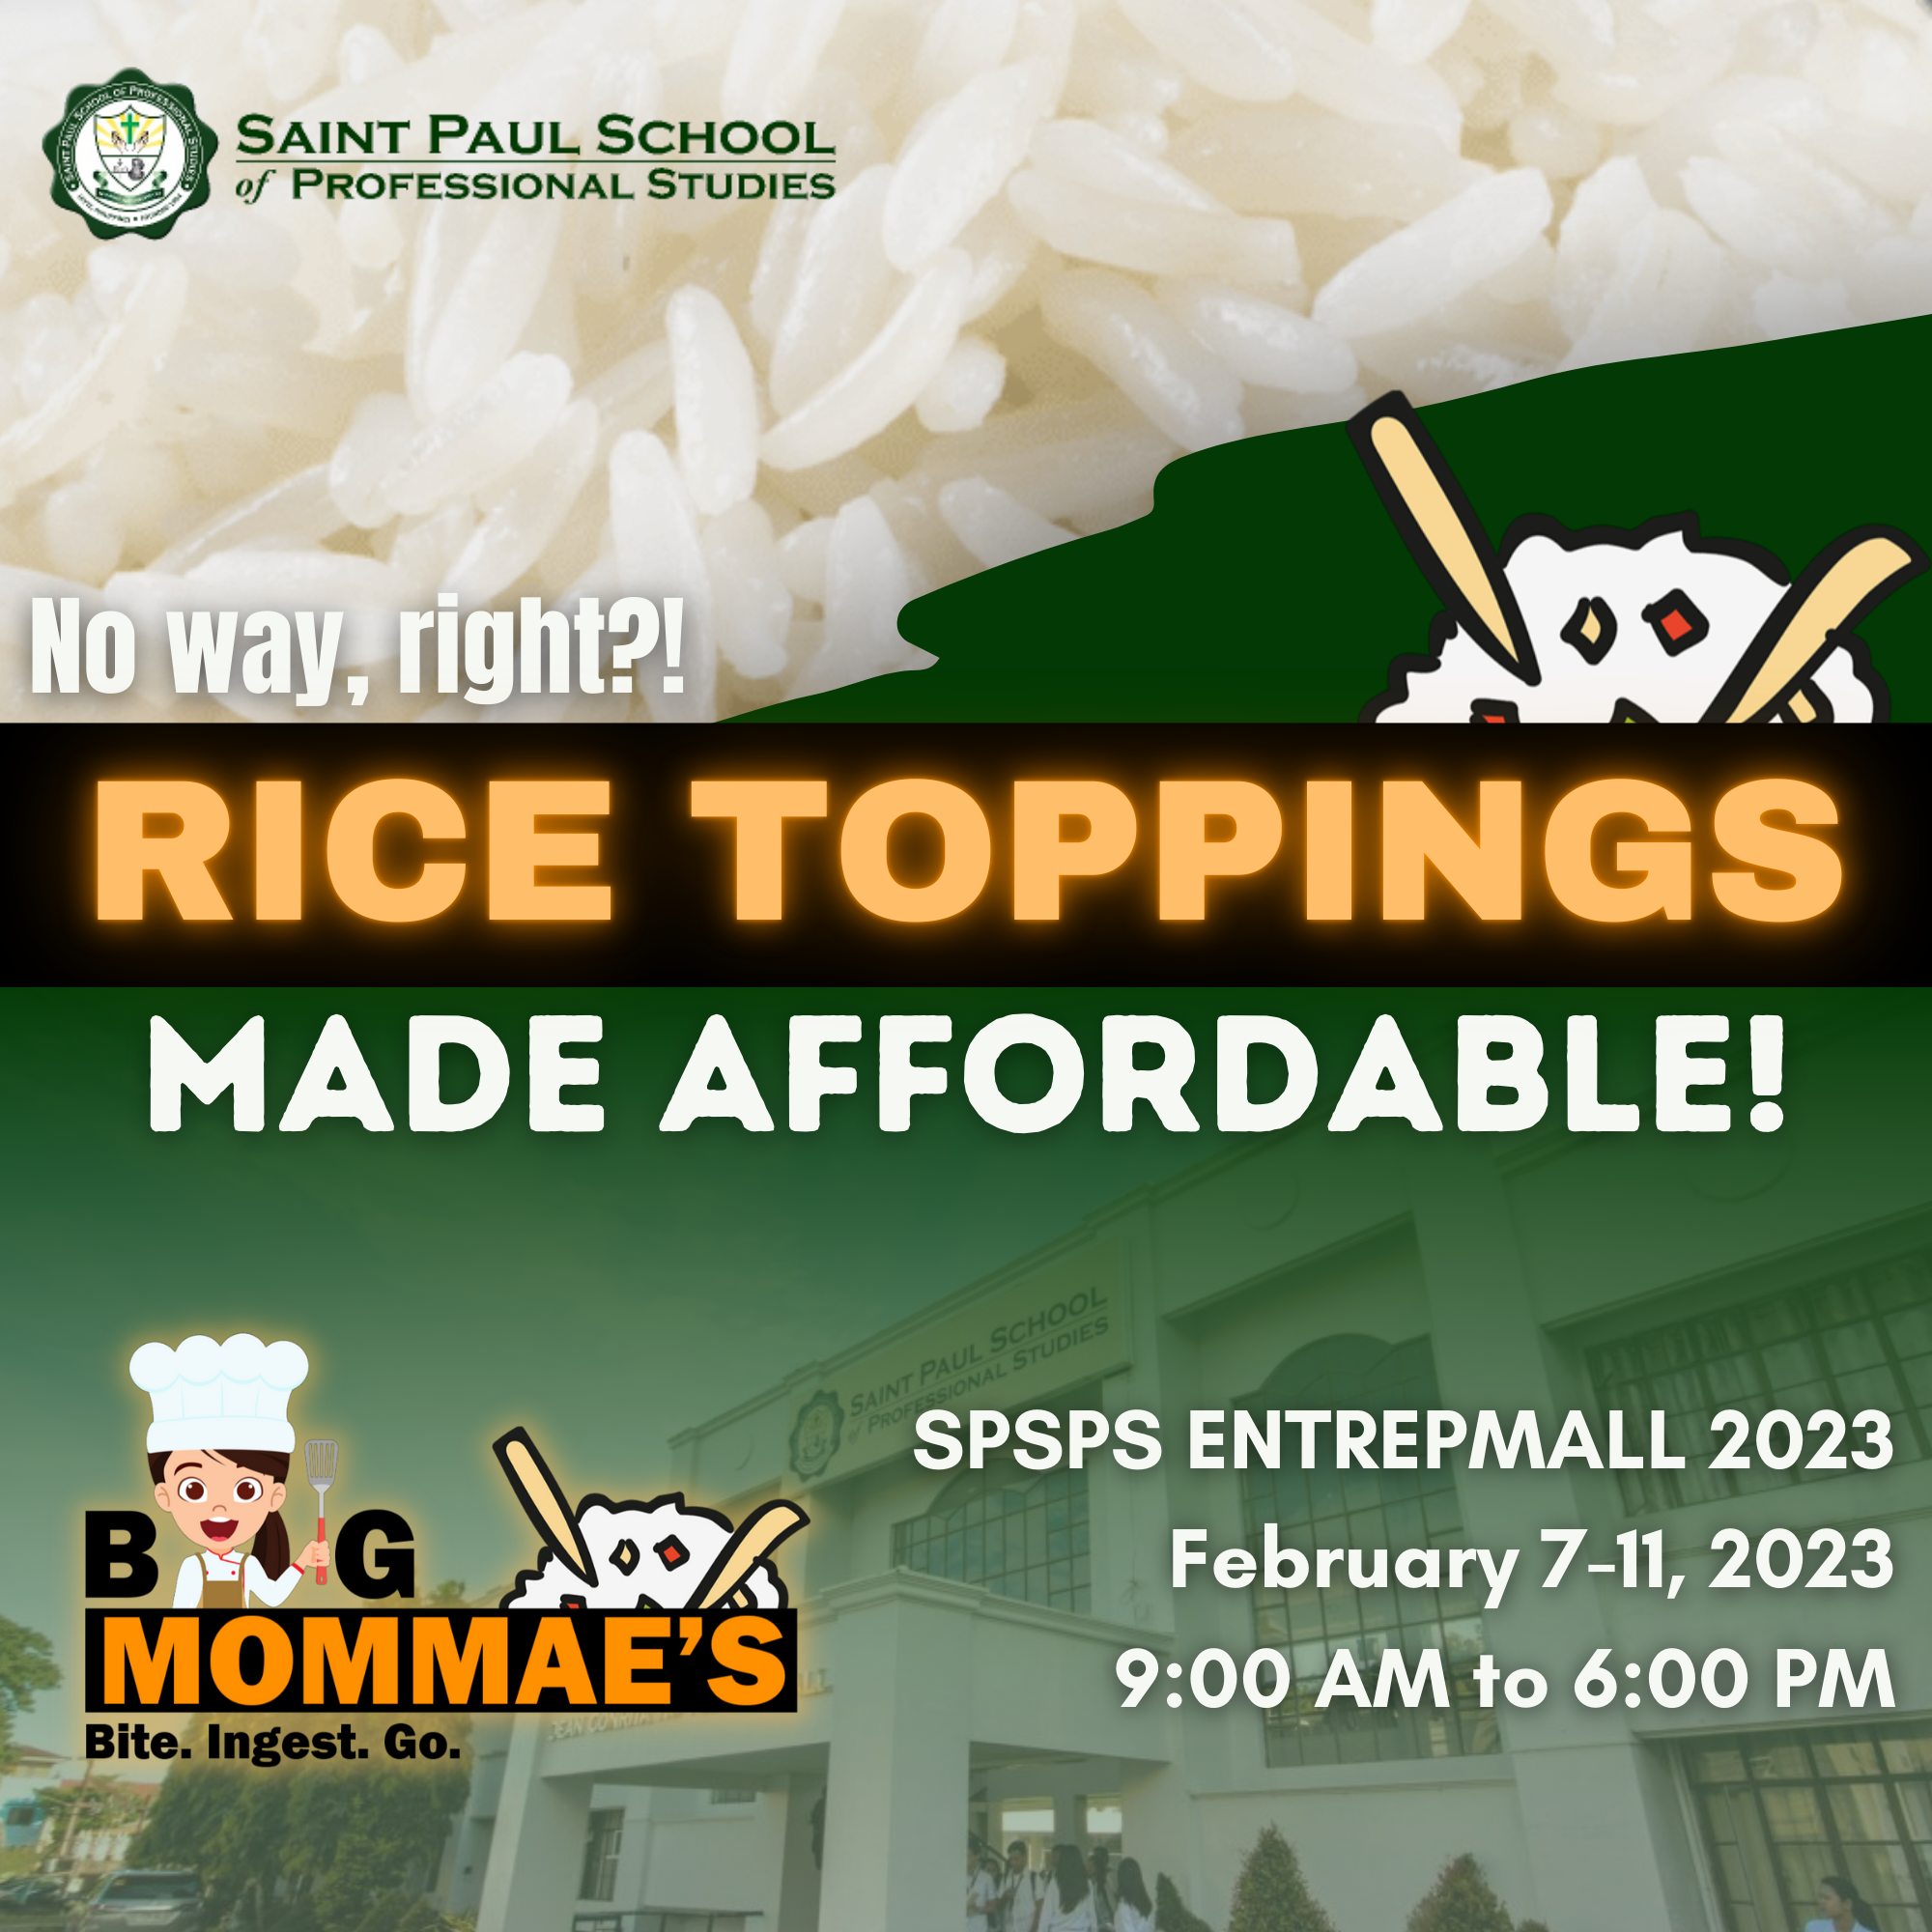 SAINT PAUL SCHOOL
of PROFESSIONAL STUDIES
No way, right?!
RICE TOPPINGS
MADE AFFORDABLE!
SAINT PAUL SCHOOL
of PROFESSIONAL STUDIES
B G
MOMMAE'S
Bite. Ingest. Go.
SPSPS ENTREPMALL 2023
February 7-11, 2023
9:00 AM to 6:00 PM